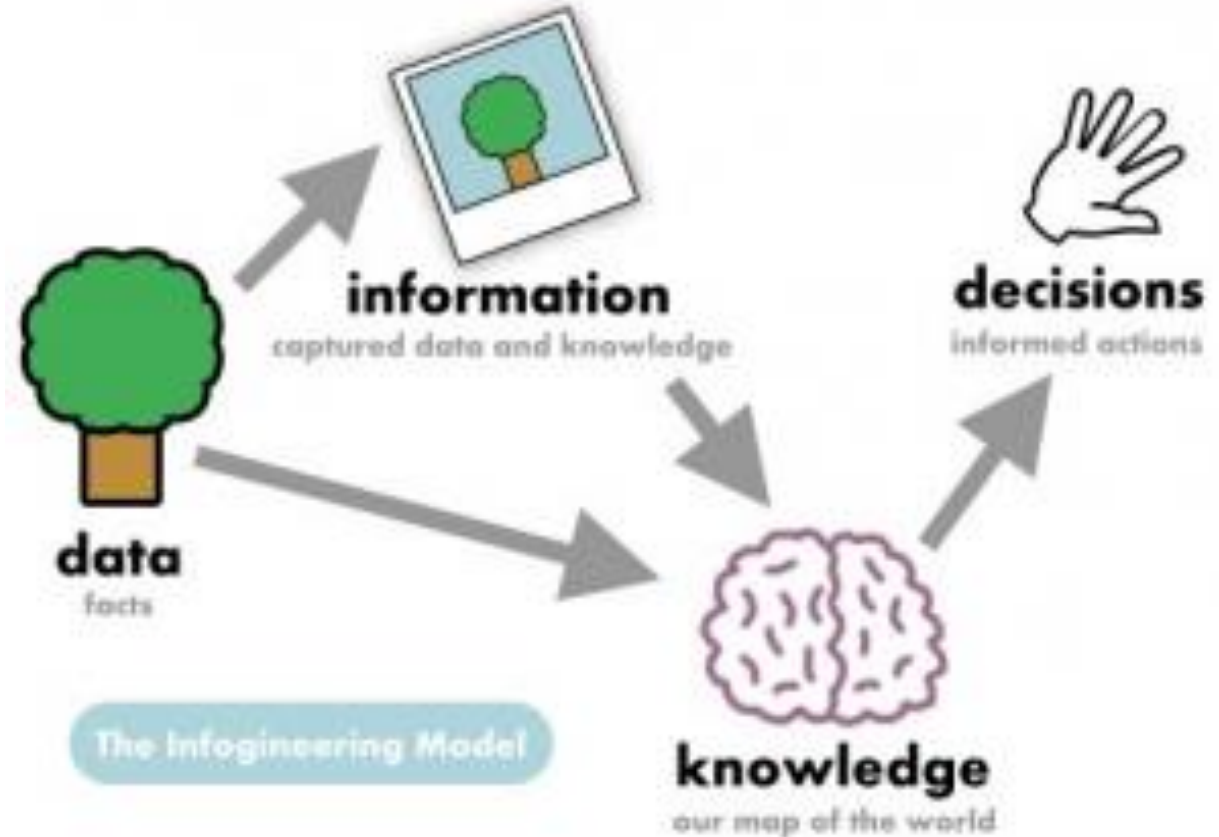 information
captured data and knowledge
decisions
informed actions
data
facts
The Infogineering Model
knowledge
our map of the world